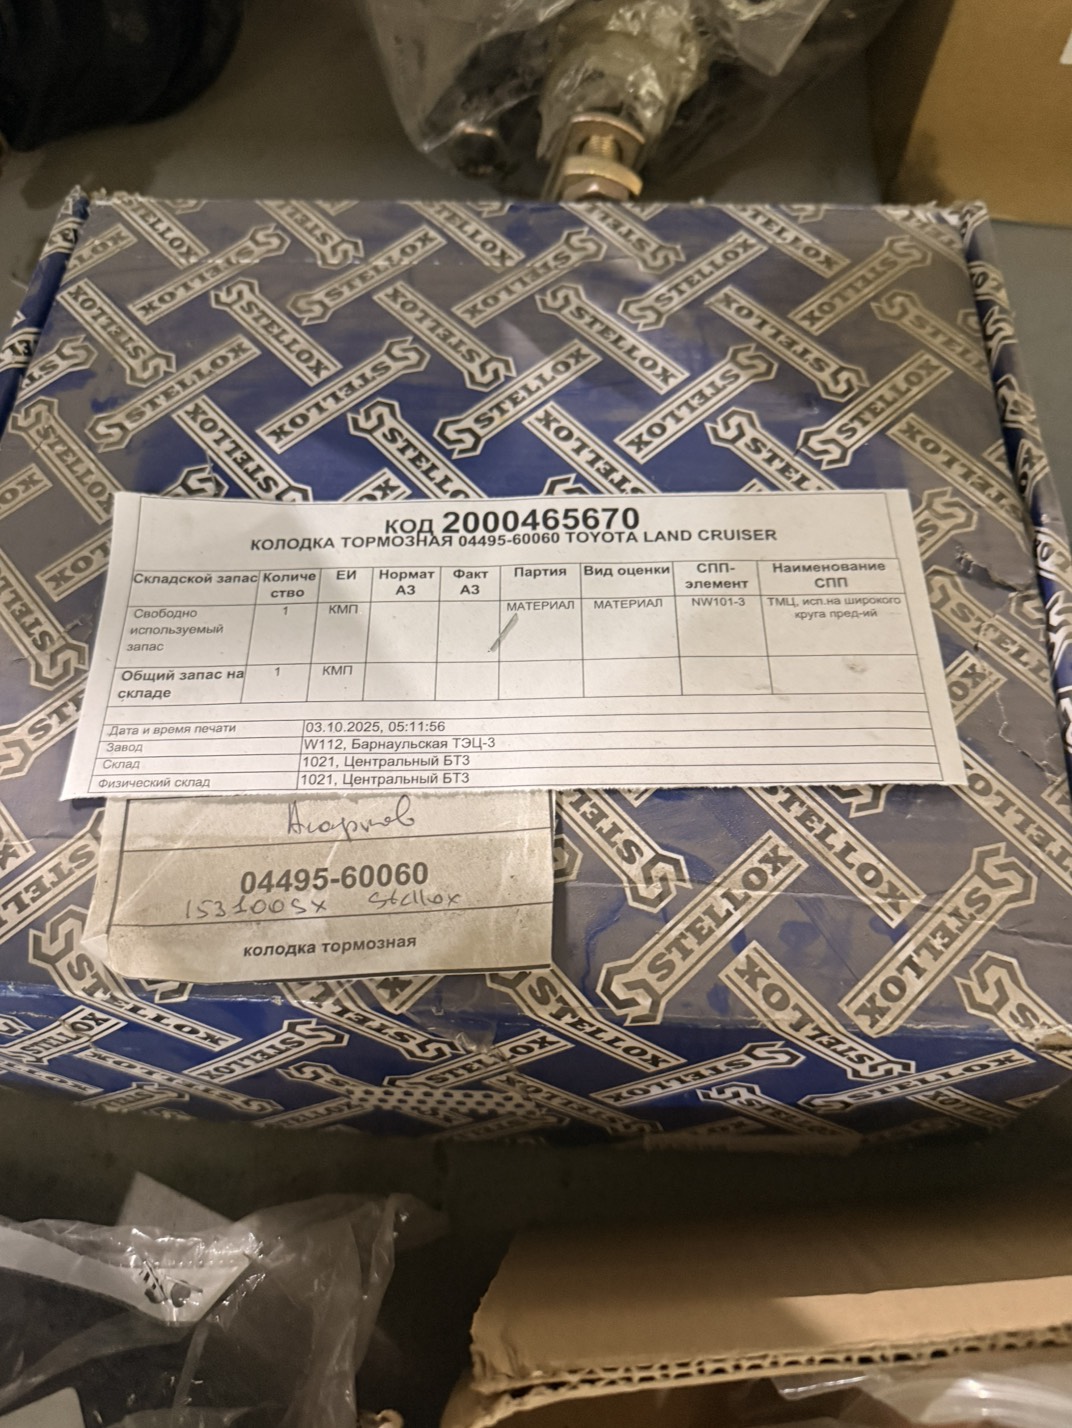 STELLOX
КОД 2000465670
КОЛОДКА ТОРМОЗНАЯ 04495-60060 TOYOTA LAND CRUISER
Складской запас Количество ЕИ Нормат АЗ Факт АЗ Партия Вид оценки СПП-элемент Наименование СПП
Свободно используемый запас 1 КМП МАТЕРИАЛ МАТЕРИАЛ NW101-3 ТМЦ, исп.на широкого круга пред-ий
Общий запас на складе 1 КМП
Дата и время печати 03.10.2025, 05:11:56
Завод W112, Барнаульская ТЭЦ-3
Склад 1021, Центральный БТЗ
Физический склад 1021, Центральный БТЗ
04495-60060
153100SX Stellox
колодка тормозная